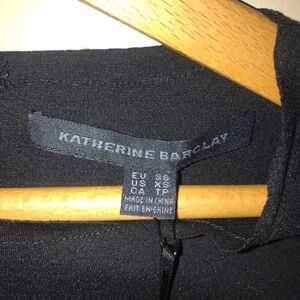 KATHERINE BARCLAY
EU 36
US XS
CA TP
MADE IN CHINA
FAIT EN CHINE